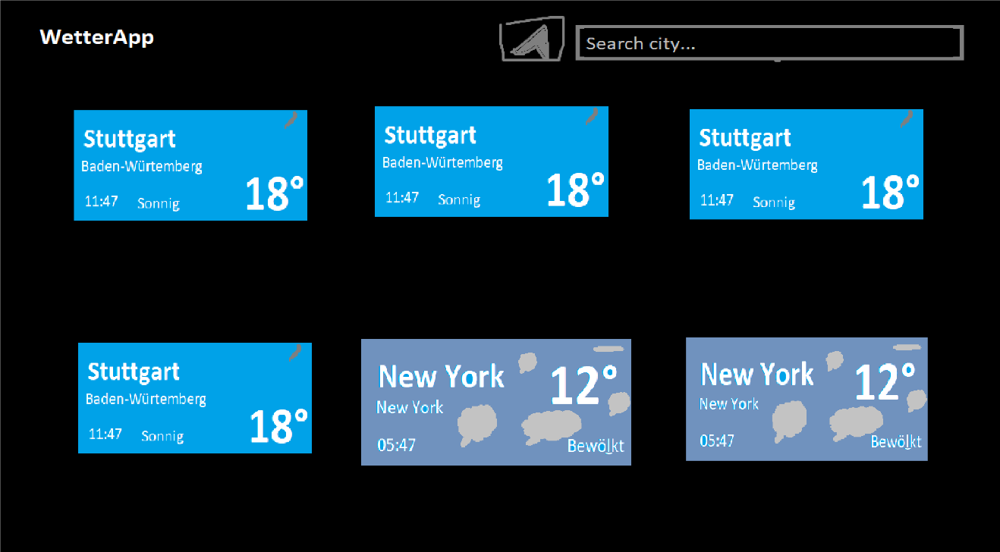 WetterApp
Search city...
Stuttgart
Baden-Würtemberg
11:47 Sonnig
18°
Stuttgart
Baden-Würtemberg
11:47 Sonnig
18°
Stuttgart
Baden-Würtemberg
11:47 Sonnig
18°
Stuttgart
Baden-Würtemberg
11:47 Sonnig
18°
New York
12°
New York
05:47
Bewölkt
New York
12°
New York
05:47
Bewölkt